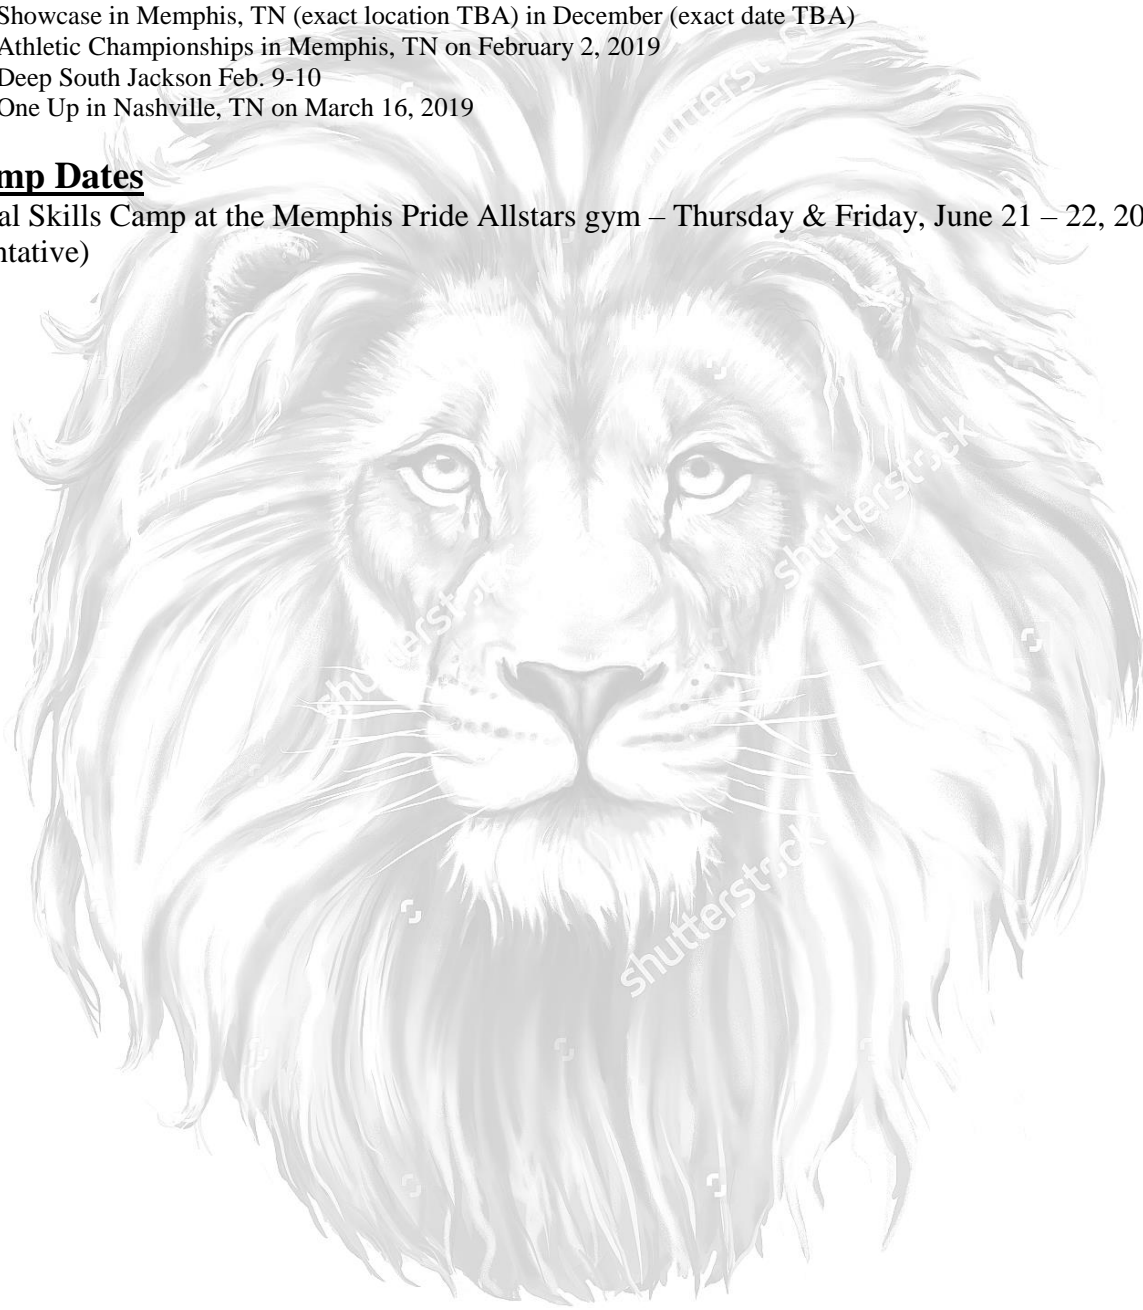 Showcase in Memphis, TN (exact location TBA) in December (exact date TBA)
Athletic Championships in Memphis, TN on February 2, 2019
Deep South Jackson Feb. 9-10
One Up in Nashville, TN on March 16, 2019
mp Dates
al Skills Camp at the Memphis Pride Allstars gym – Thursday & Friday, June 21 – 22, 20
ntative)
shutterstock
shutterstock
shutterstock
shutterstock